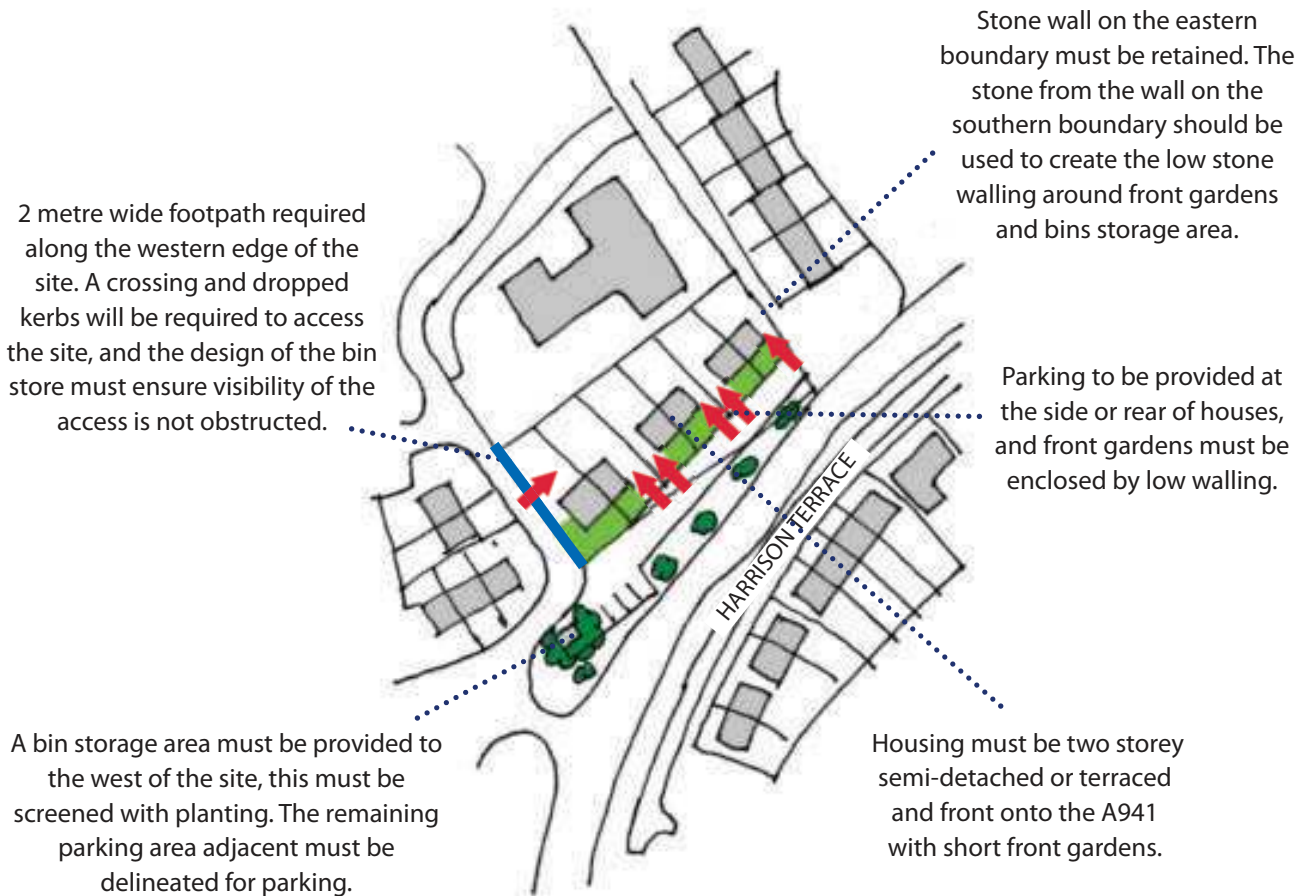 Stone wall on the eastern
boundary must be retained. The
stone from the wall on the
southern boundary should be
used to create the low stone
walling around front gardens
and bins storage area.
2 metre wide footpath required
along the western edge of the
site. A crossing and dropped
kerbs will be required to access
the site, and the design of the bin
store must ensure visibility of the
access is not obstructed.
Parking to be provided at
the side or rear of houses,
and front gardens must be
enclosed by low walling.
HARRISON TERRACE
A bin storage area must be provided to
the west of the site, this must be
screened with planting. The remaining
parking area adjacent must be
delineated for parking.
Housing must be two storey
semi-detached or terraced
and front onto the A941
with short front gardens.